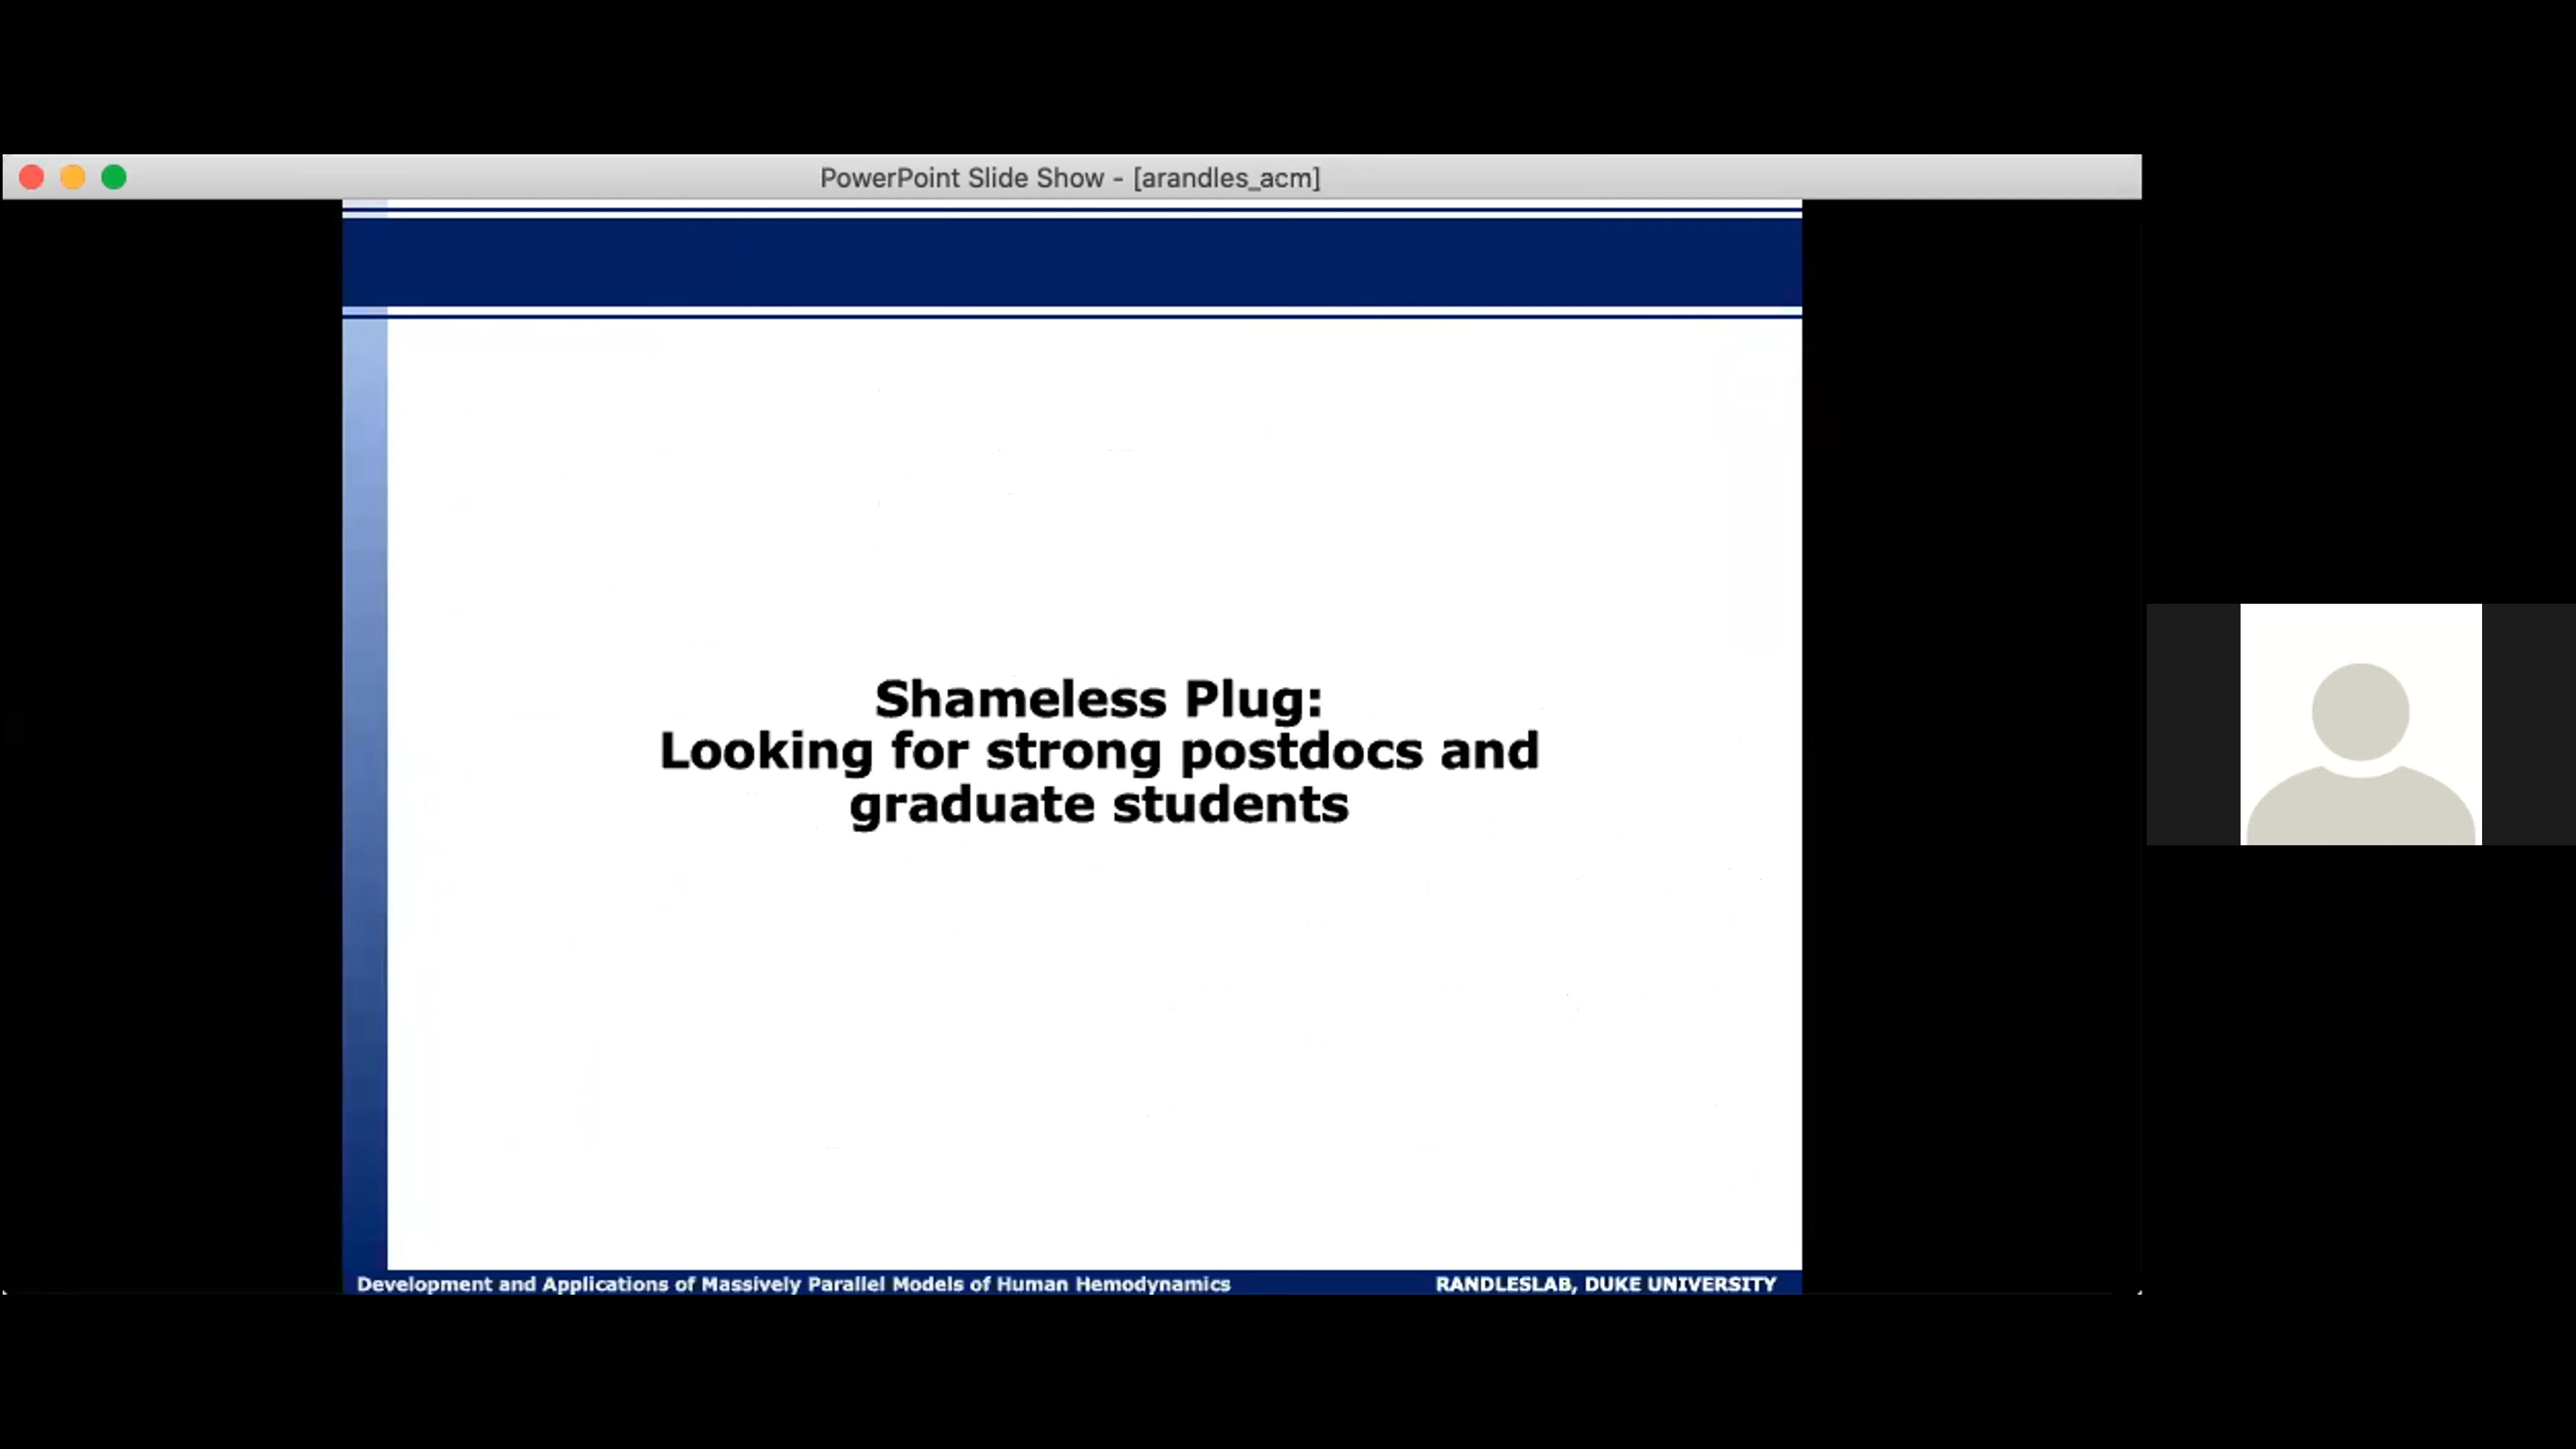 PowerPoint Slide Show - [arandles_acm]
Shameless Plug:
Looking for strong postdocs and
graduate students
Development and Applications of Massively Parallel Models of Human Hemodynamics
RANDLESLAB, DUKE UNIVERSITY